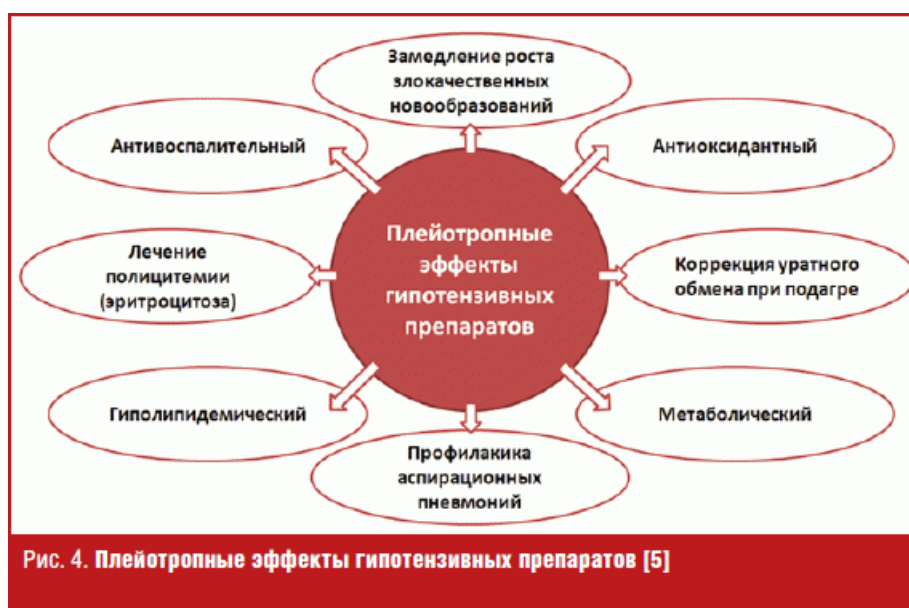 Замедление роста
злокачественных
новообразований
Антивоспалительный
Антиоксидантный
Плейотропные
эффекты
гипотензивных
препаратов
Лечение
полицитемии
(эритроцитоза)
Коррекция уратного
обмена при подагре
Гиполипидемический
Метаболический
Профилакика
аспирационных
пневмоний
Рис. 4. Плейотропные эффекты гипотензивных препаратов [5]